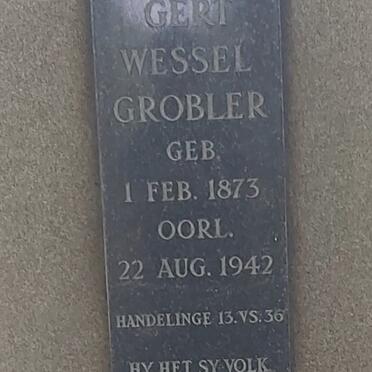 GERT
WESSEL
GROBLER
GEB.
1 FEB. 1873
OORL.
22 AUG. 1942
HANDELINGE 13.VS.36
HY HET SY VOLK